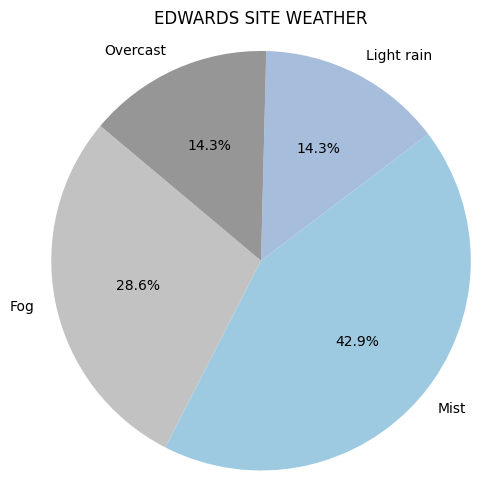 EDWARDS SITE WEATHER
Overcast
Light rain
14.3%
14.3%
28.6%
Fog
42.9%
Mist